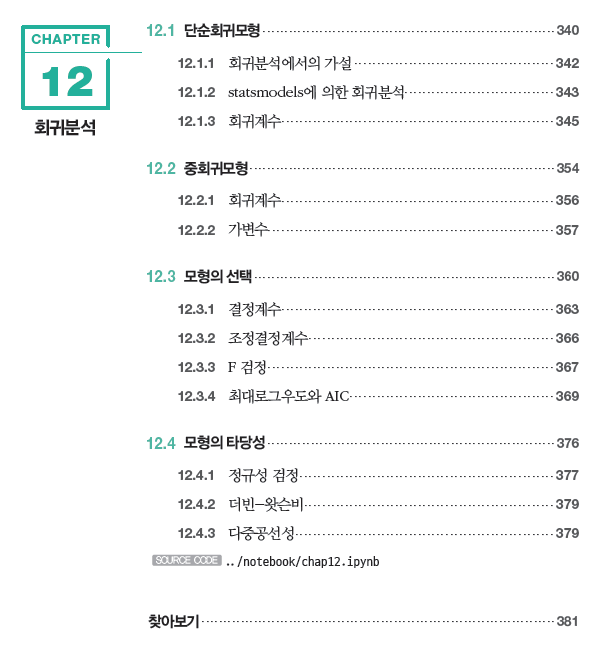 CHAPTER
12
회귀분석
12.1 단순회귀모형 340
12.1.1 회귀분석에서의 가설 342
12.1.2 statsmodels에 의한 회귀분석 343
12.1.3 회귀계수 345
12.2 중회귀모형 354
12.2.1 회귀계수 356
12.2.2 가변수 357
12.3 모형의 선택 360
12.3.1 결정계수 363
12.3.2 조정결정계수 366
12.3.3 F 검정 367
12.3.4 최대로그우도와 AIC 369
12.4 모형의 타당성 376
12.4.1 정규성 검정 377
12.4.2 더빈–왓슨비 379
12.4.3 다중공선성 379
SOURCE CODE ../notebook/chap12.ipynb
찾아보기 381